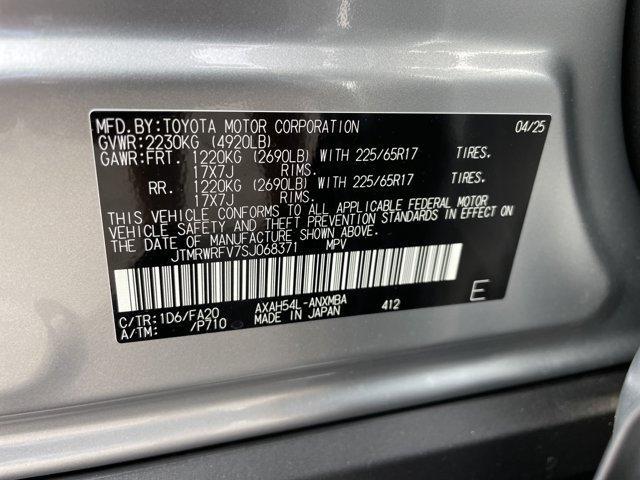 MFD.BY:TOYOTA MOTOR CORPORATION 04/25
GVWR:2230KG (4920LB)
GAWR:FRT. 1220KG (2690LB) WITH 225/65R17 TIRES.
17X7J RIMS.
RR. 1220KG (2690LB) WITH 225/65R17 TIRES.
17X7J RIMS.
THIS VEHICLE CONFORMS TO ALL APPLICABLE FEDERAL MOTOR
VEHICLE SAFETY AND THEFT PREVENTION STANDARDS IN EFFECT ON
THE DATE OF MANUFACTURE SHOWN ABOVE.
JTMRWRFV7SJ068371 MPV
C/TR:1D6/FA20 AXAH54L-ANXMBA 412 E
A/TM: /P710 MADE IN JAPAN